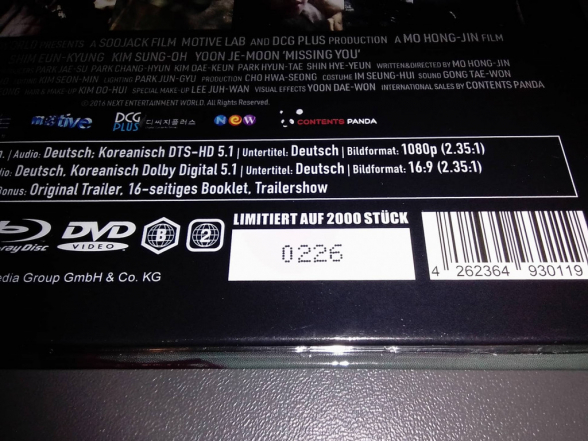 PRESENTS A SOOJACK FILM MOTIVE LAB AND DCG PLUS PRODUCTION A MO HONG-JIN FILM
SHIM EUN-KYUNG KIM SUNG-OH YOON JE-MOON 'MISSING YOU'
PARK JAE-SU PARK CHANG-HYUN KIM DAE-KEUN PARK HYUN-TAE SHIN HYE-YEUN WRITTEN & DIRECTED BY MO HONG-JIN
KIM SEON-MIN LIGHTING PARK JUN-GYU PRODUCTION CHO HWA-SEONG COSTUME IM SEUNG-HUI SOUND GONG TAE-WON
HAIR & MAKE-UP KIM DO-HUI SPECIAL MAKE-UP LEE JUH-WAN VISUAL EFFECTS YOON DAE-WON INTERNATIONAL SALES BY CONTENTS PANDA
© 2016 NEXT ENTERTAINMENT WORLD. All Rights Reserved.
motive DCG PLUS 디씨지플러스 NEW CONTENTS PANDA
| Audio: Deutsch; Koreanisch DTS-HD 5.1 | Untertitel: Deutsch | Bildformat: 1080p (2.35:1)
Deutsch, Koreanisch Dolby Digital 5.1 | Untertitel: Deutsch | Bildformat: 16:9 (2.35:1)
Bonus: Original Trailer, 16-seitiges Booklet, Trailershow
DVD VIDEO B 2
LIMITIERT AUF 2000 STÜCK
0226
4 262364 930119
Media Group GmbH & Co. KG